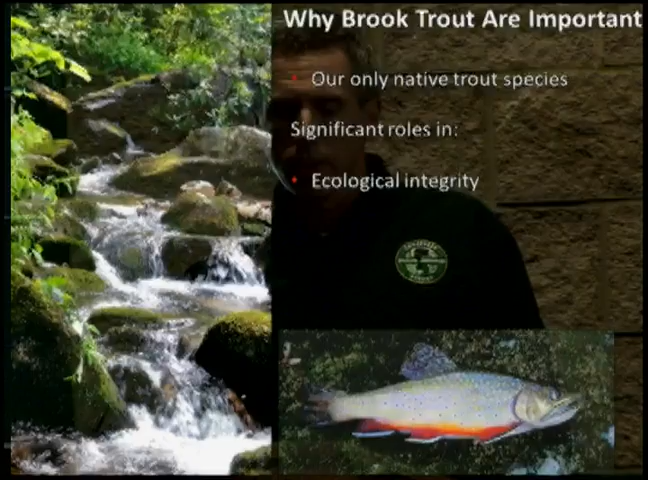 Why Brook Trout Are Important
• Our only native trout species
Significant roles in:
• Ecological integrity